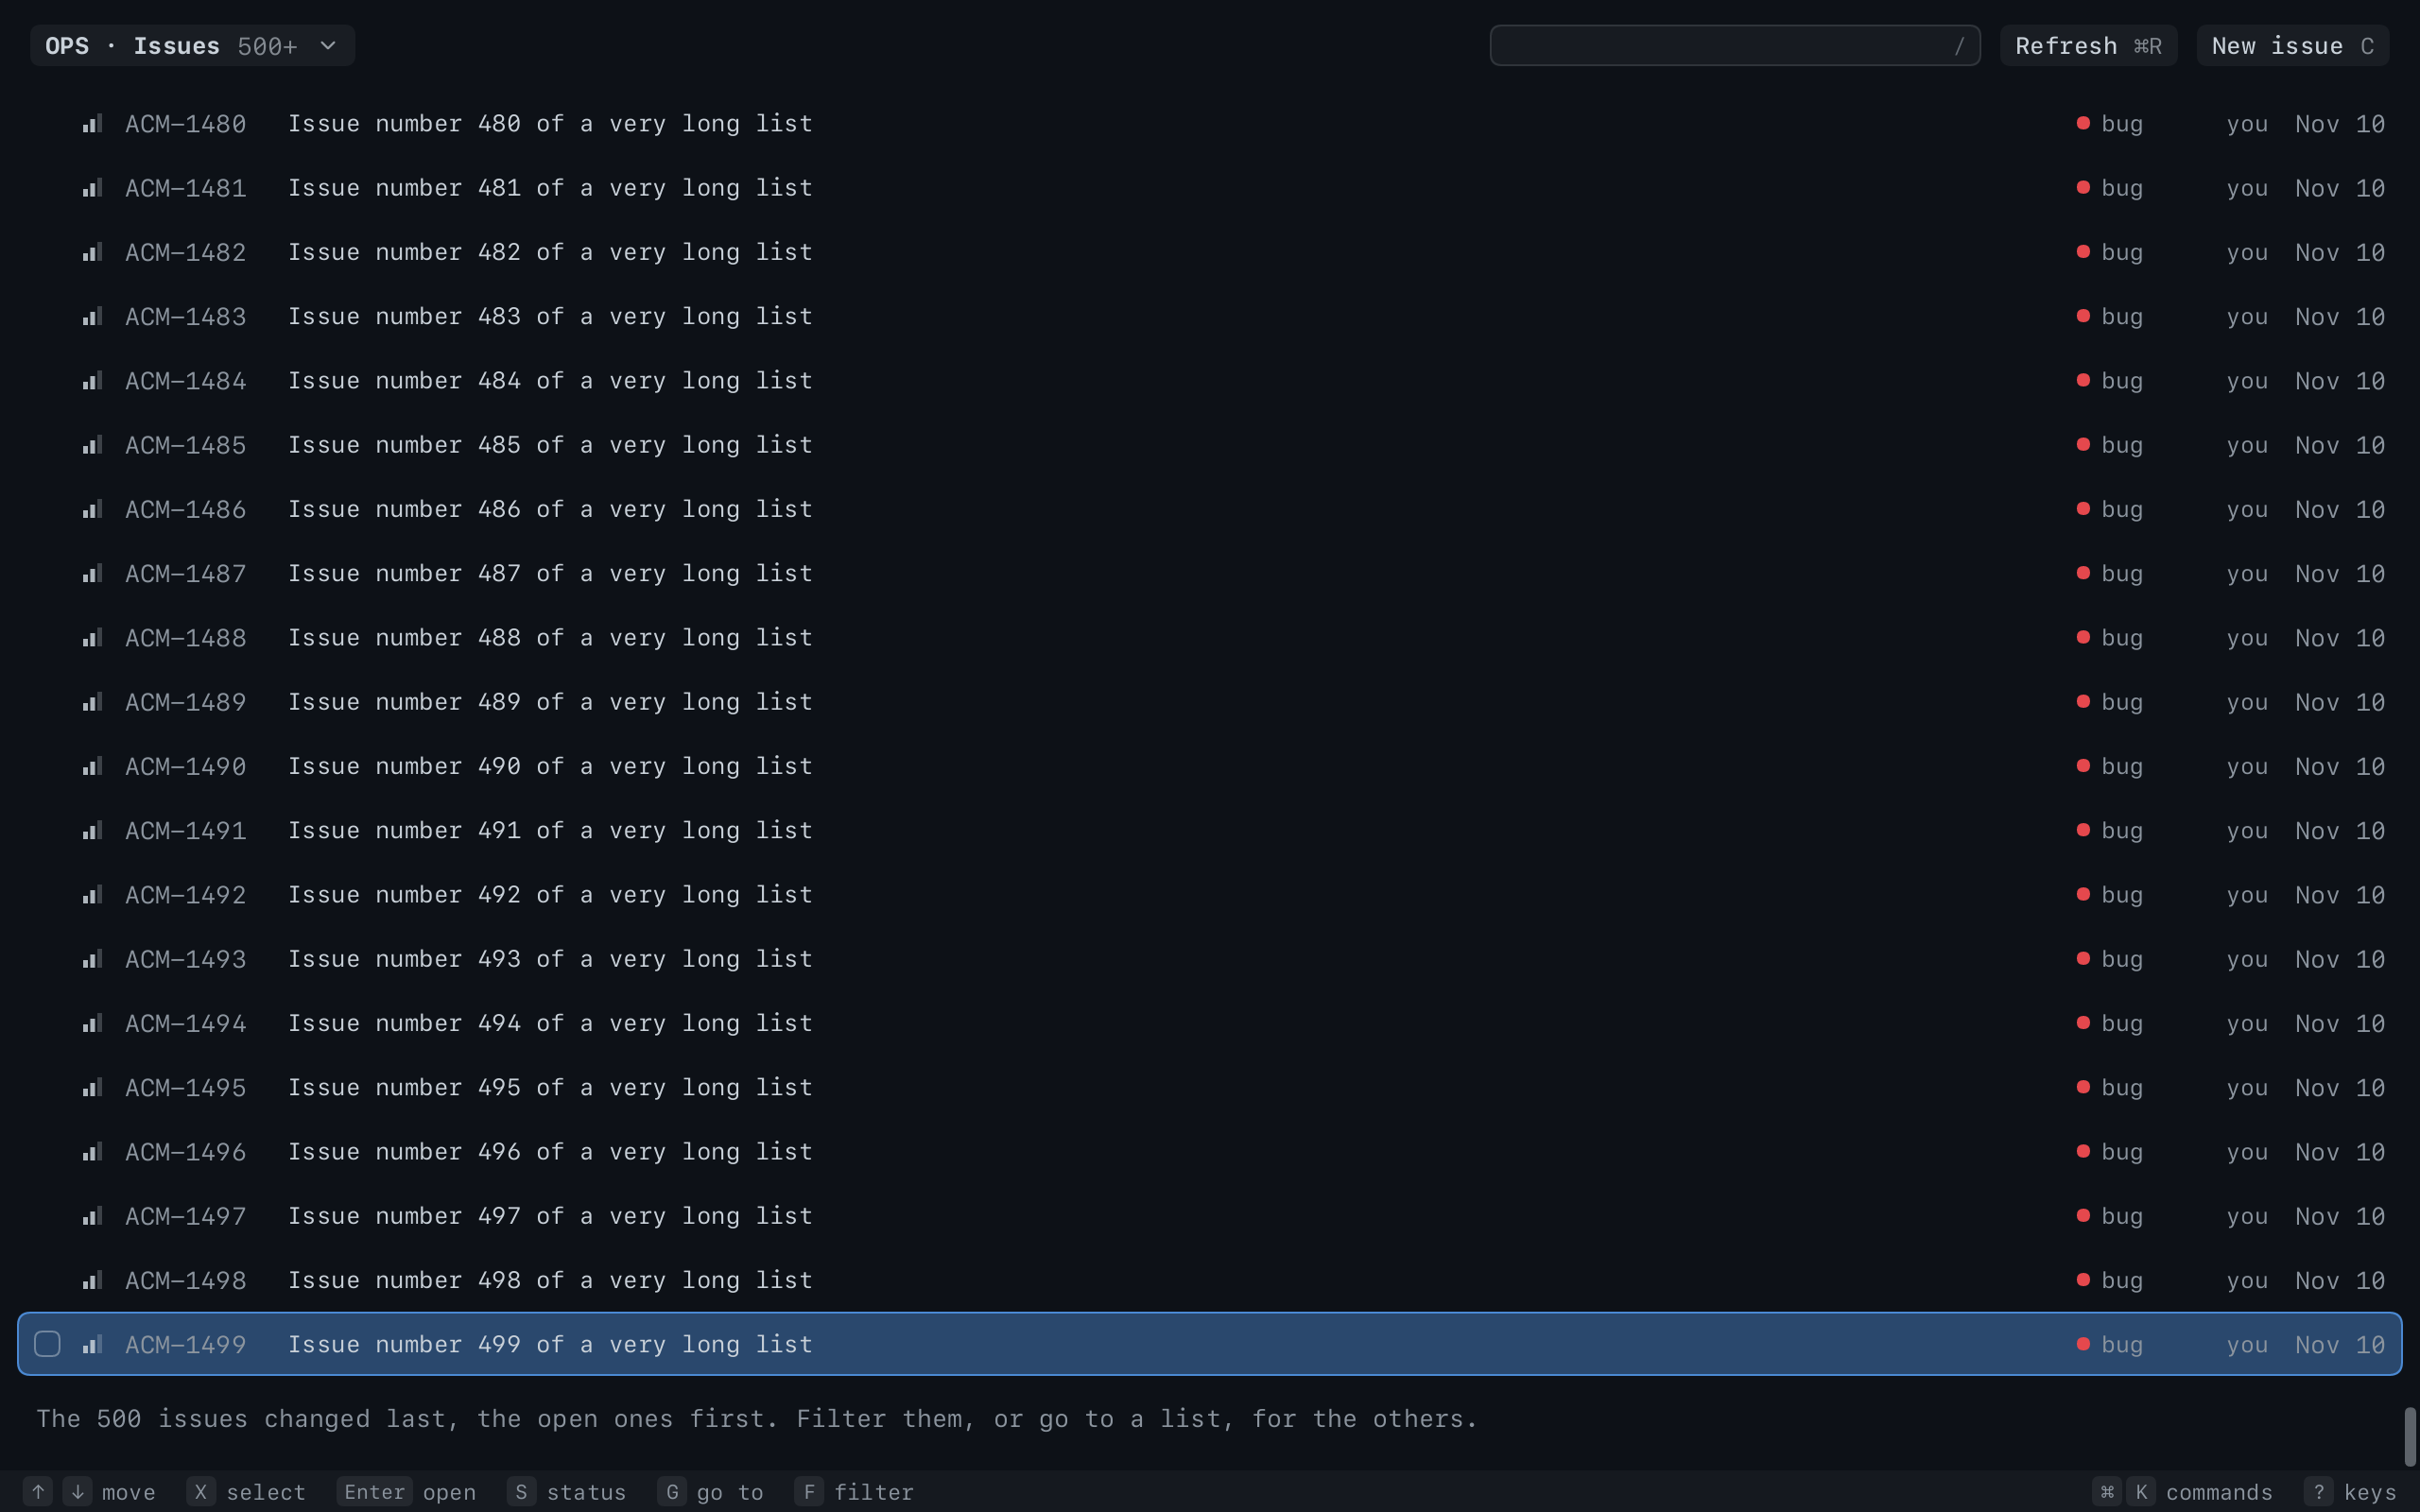 OPS · Issues 500+ / Refresh ⌘R New issue C
ACM-1480 Issue number 480 of a very long list bug you Nov 10
ACM-1481 Issue number 481 of a very long list bug you Nov 10
ACM-1482 Issue number 482 of a very long list bug you Nov 10
ACM-1483 Issue number 483 of a very long list bug you Nov 10
ACM-1484 Issue number 484 of a very long list bug you Nov 10
ACM-1485 Issue number 485 of a very long list bug you Nov 10
ACM-1486 Issue number 486 of a very long list bug you Nov 10
ACM-1487 Issue number 487 of a very long list bug you Nov 10
ACM-1488 Issue number 488 of a very long list bug you Nov 10
ACM-1489 Issue number 489 of a very long list bug you Nov 10
ACM-1490 Issue number 490 of a very long list bug you Nov 10
ACM-1491 Issue number 491 of a very long list bug you Nov 10
ACM-1492 Issue number 492 of a very long list bug you Nov 10
ACM-1493 Issue number 493 of a very long list bug you Nov 10
ACM-1494 Issue number 494 of a very long list bug you Nov 10
ACM-1495 Issue number 495 of a very long list bug you Nov 10
ACM-1496 Issue number 496 of a very long list bug you Nov 10
ACM-1497 Issue number 497 of a very long list bug you Nov 10
ACM-1498 Issue number 498 of a very long list bug you Nov 10
ACM-1499 Issue number 499 of a very long list bug you Nov 10
The 500 issues changed last, the open ones first. Filter them, or go to a list, for the others.
↑ ↓ move X select Enter open S status G go to F filter ⌘ K commands ? keys